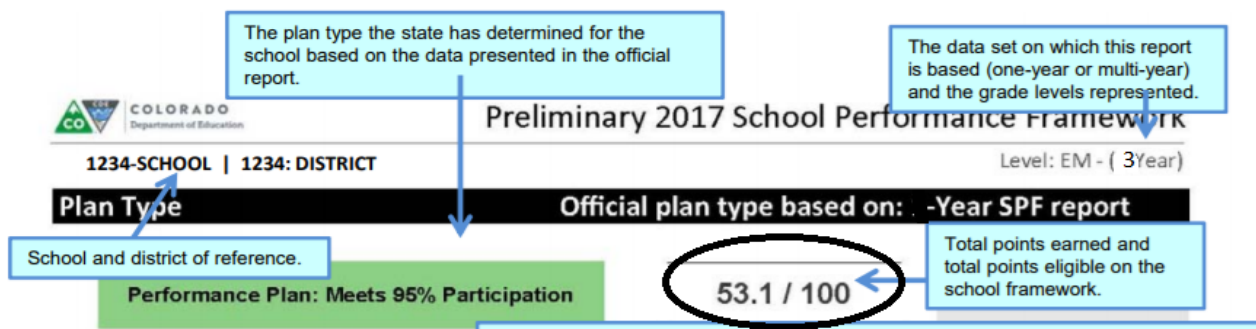 The plan type the state has determined for the
school based on the data presented in the official
report.
The data set on which this report
is based (one-year or multi-year)
and the grade levels represented.
COLORADO
Department of Education
CO
CDE
Preliminary 2017 School Performance Framework
1234-SCHOOL | 1234: DISTRICT
Level: EM - ( 3Year)
Plan Type
Official plan type based on: -Year SPF report
School and district of reference.
Total points earned and
total points eligible on the
school framework.
Performance Plan: Meets 95% Participation
53.1 / 100